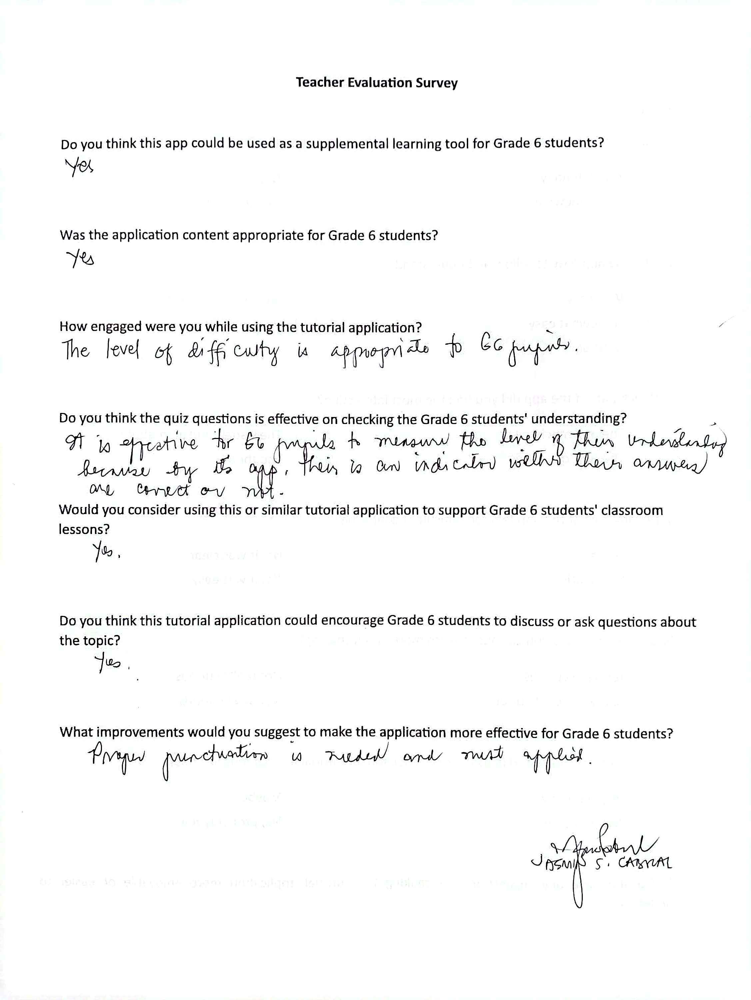 Teacher Evaluation Survey
Do you think this app could be used as a supplemental learning tool for Grade 6 students?
Yes
Was the application content appropriate for Grade 6 students?
Yes
How engaged were you while using the tutorial application?
The level of difficulty is appropriate to G6 pupils.
Do you think the quiz questions is effective on checking the Grade 6 students' understanding?
It is effective for G6 pupils to measure the level of their understanding
because by its app, their is an indicator wether their answers
are correct or not.
Would you consider using this or similar tutorial application to support Grade 6 students' classroom
lessons?
Yes.
Do you think this tutorial application could encourage Grade 6 students to discuss or ask questions about
the topic?
Yes.
What improvements would you suggest to make the application more effective for Grade 6 students?
Proper punctuation is needed and must applied.
JASMIN S. CABRAL